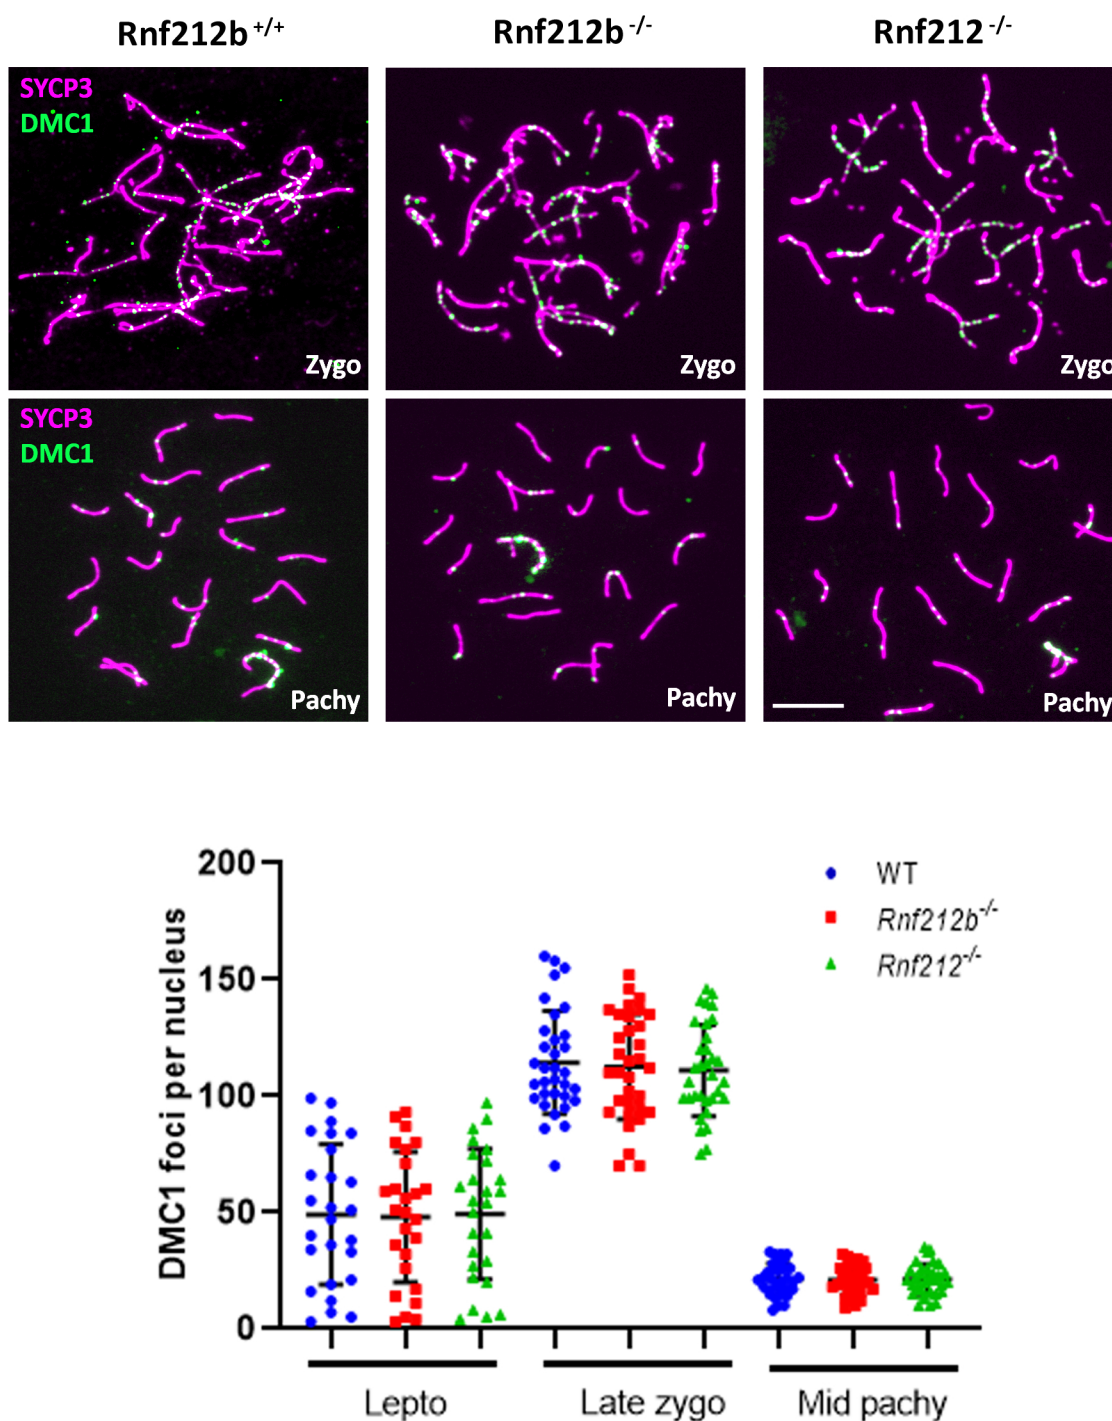 Rnf212b +/+ Rnf212b -/- Rnf212 -/-
SYCP3
DMC1
Zygo Zygo Zygo
SYCP3
DMC1
Pachy Pachy Pachy
200
150
100
50
0
DMC1 foci per nucleus
WT
Rnf212b-/-
Rnf212-/-
Lepto Late zygo Mid pachy